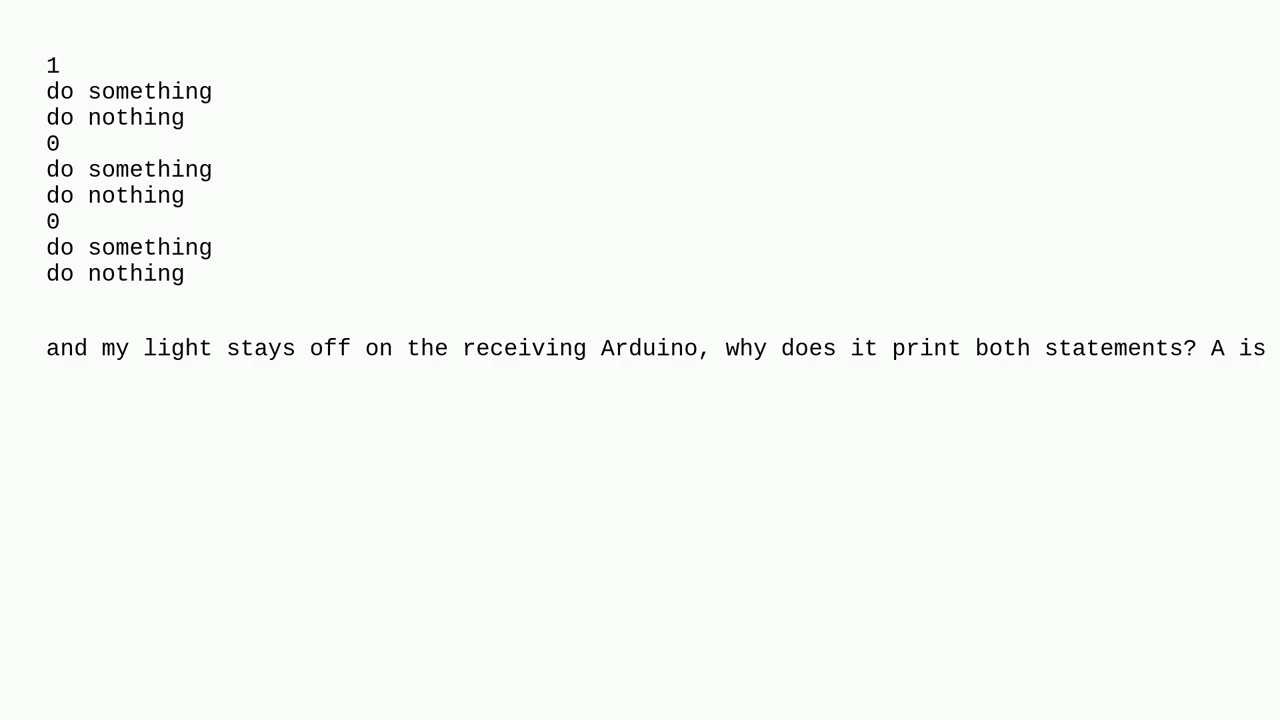 1
do something
do nothing
0
do something
do nothing
0
do something
do nothing
and my light stays off on the receiving Arduino, why does it print both statements? A is